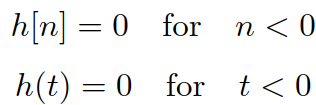 h[n] = 0 for n < 0
h(t) = 0 for t < 0